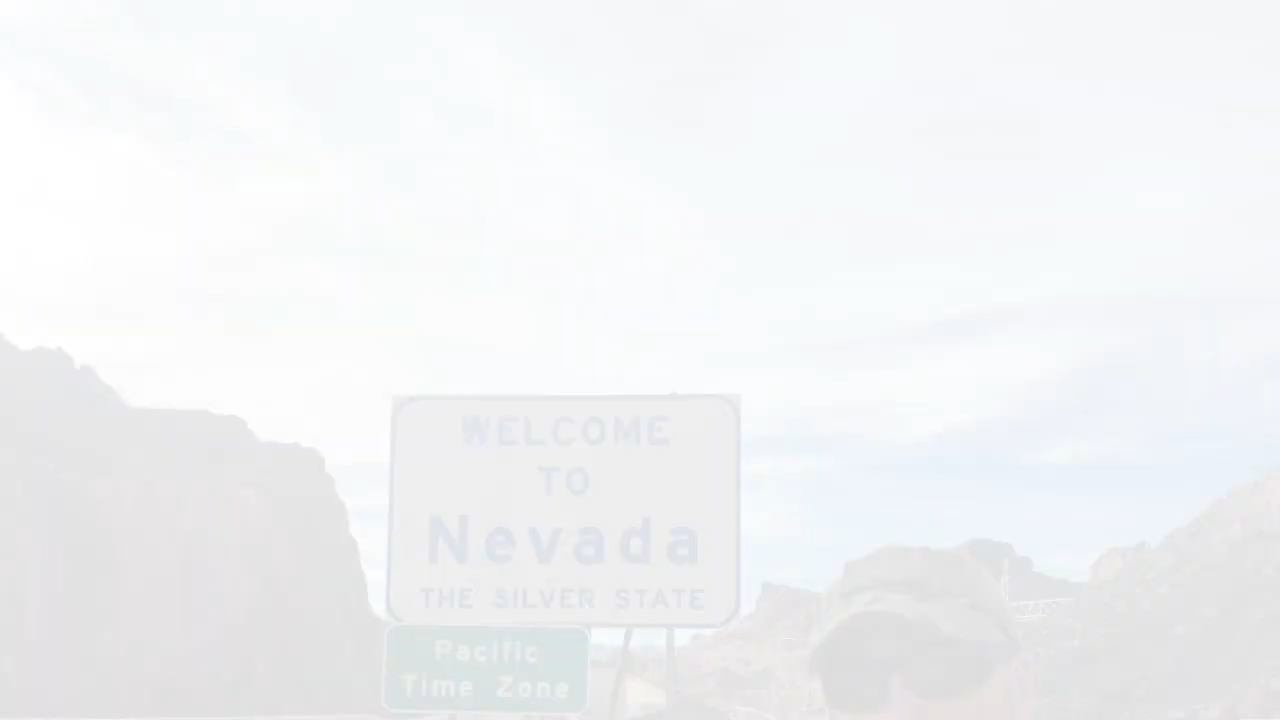 WELCOME
TO
Nevada
THE SILVER STATE
Pacific
Time Zone